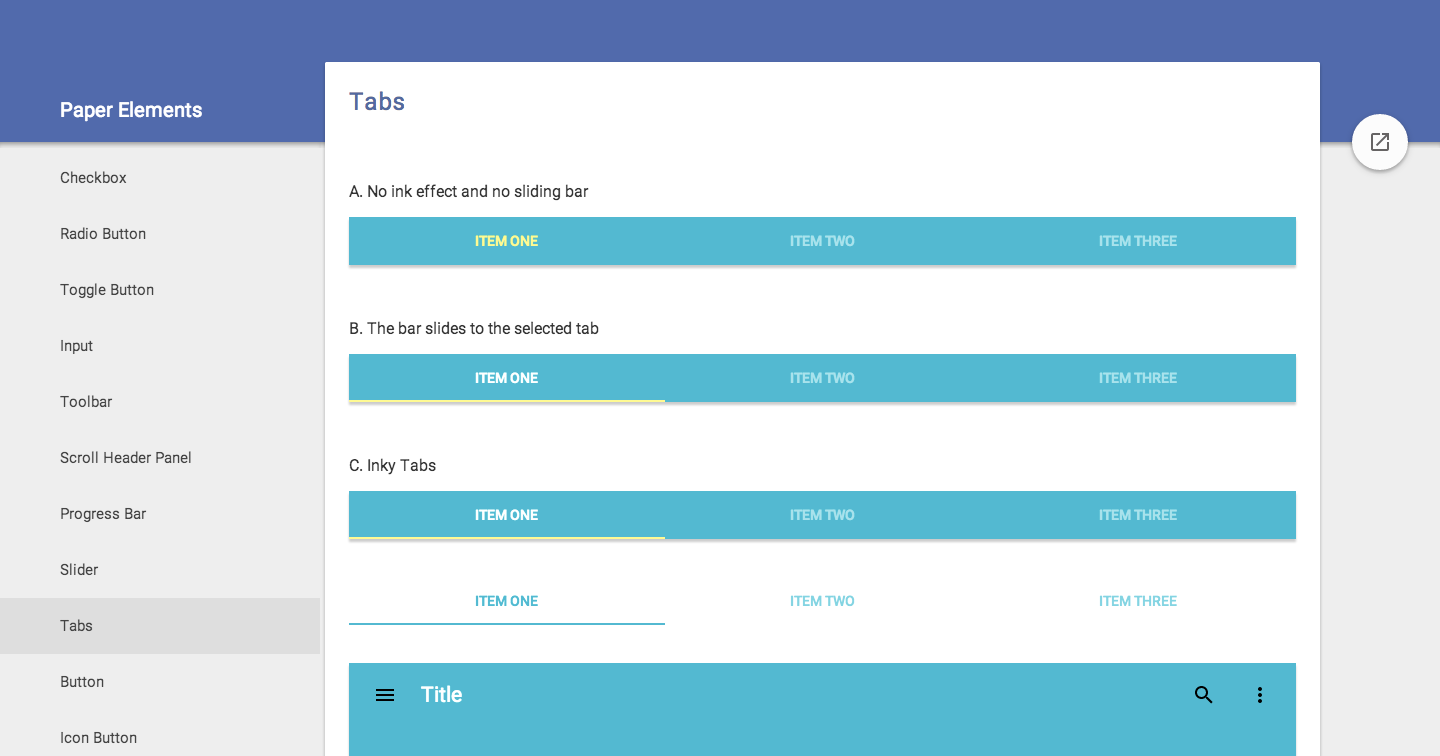 Paper Elements
Checkbox
Radio Button
Toggle Button
Input
Toolbar
Scroll Header Panel
Progress Bar
Slider
Tabs
Button
Icon Button
Tabs
A. No ink effect and no sliding bar
ITEM ONE ITEM TWO ITEM THREE
B. The bar slides to the selected tab
ITEM ONE ITEM TWO ITEM THREE
C. Inky Tabs
ITEM ONE ITEM TWO ITEM THREE
ITEM ONE ITEM TWO ITEM THREE
Title